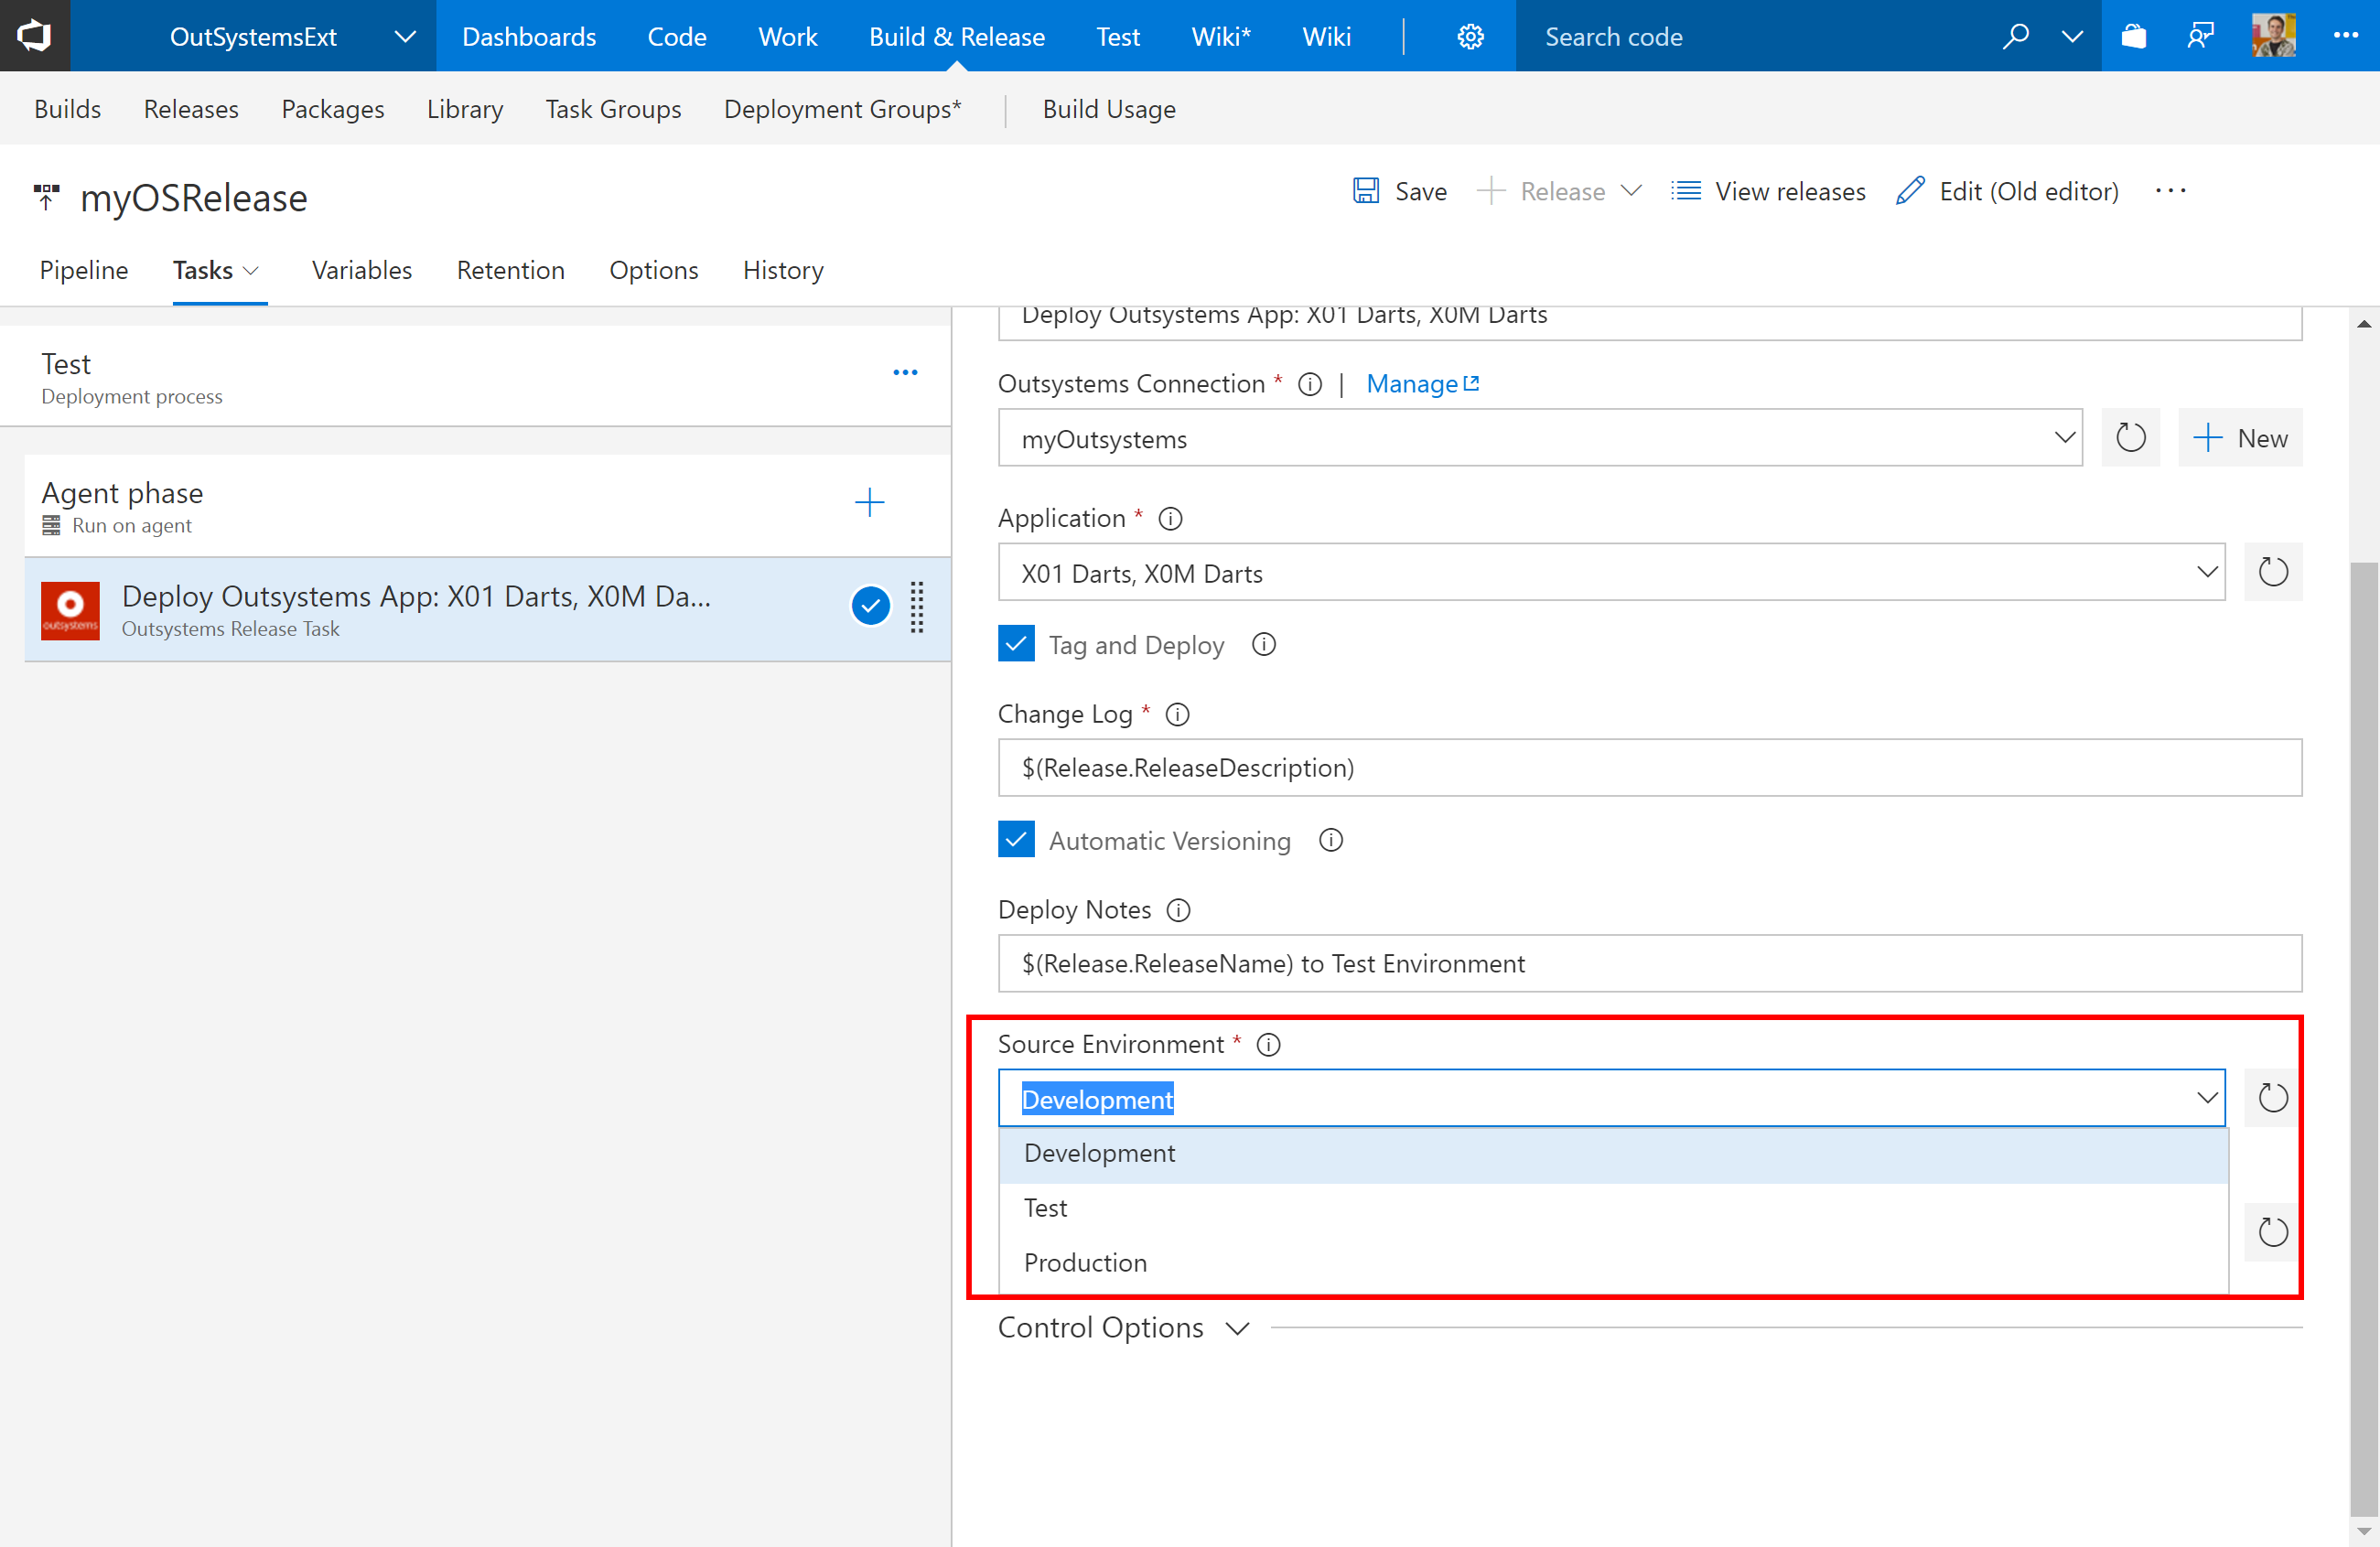 OutSystemsExt Dashboards Code Work Build & Release Test Wiki* Wiki Search code
Builds Releases Packages Library Task Groups Deployment Groups* Build Usage
myOSRelease
Save Release View releases Edit (Old editor) ...
Pipeline Tasks Variables Retention Options History
Deploy Outsystems App: X01 Darts, X0M Darts
Test
Deployment process
Outsystems Connection * | Manage
myOutsystems
New
Agent phase
Run on agent
Application *
X01 Darts, X0M Darts
outsystems
Deploy Outsystems App: X01 Darts, X0M Da...
Outsystems Release Task
Tag and Deploy
Change Log *
$(Release.ReleaseDescription)
Automatic Versioning
Deploy Notes
$(Release.ReleaseName) to Test Environment
Source Environment *
Development
Development
Test
Production
Control Options